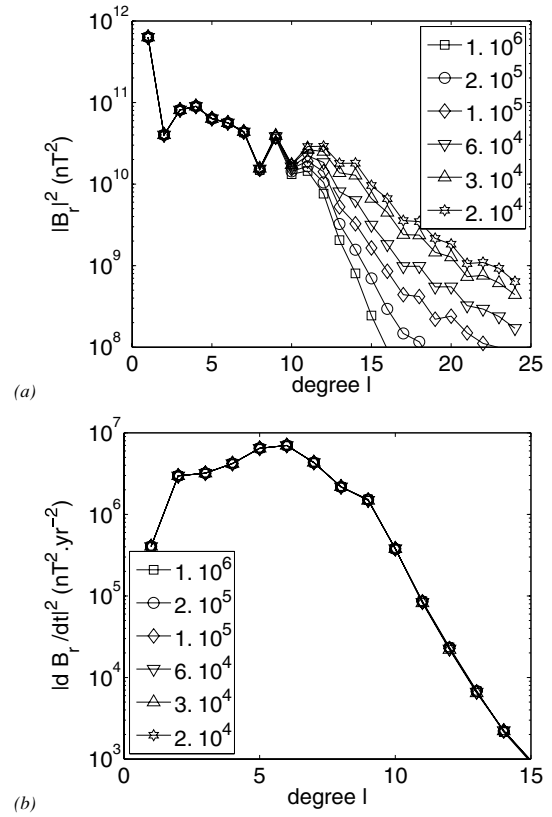 10^12
10^11
10^10
10^9
10^8
|B_r|^2 (nT^2)
1. 10^6
2. 10^5
1. 10^5
6. 10^4
3. 10^4
2. 10^4
0 5 10 15 20 25
degree l
(a)
10^7
10^6
10^5
10^4
10^3
|d B_r/dt|^2 (nT^2.yr^-2)
1. 10^6
2. 10^5
1. 10^5
6. 10^4
3. 10^4
2. 10^4
0 5 10 15
degree l
(b)